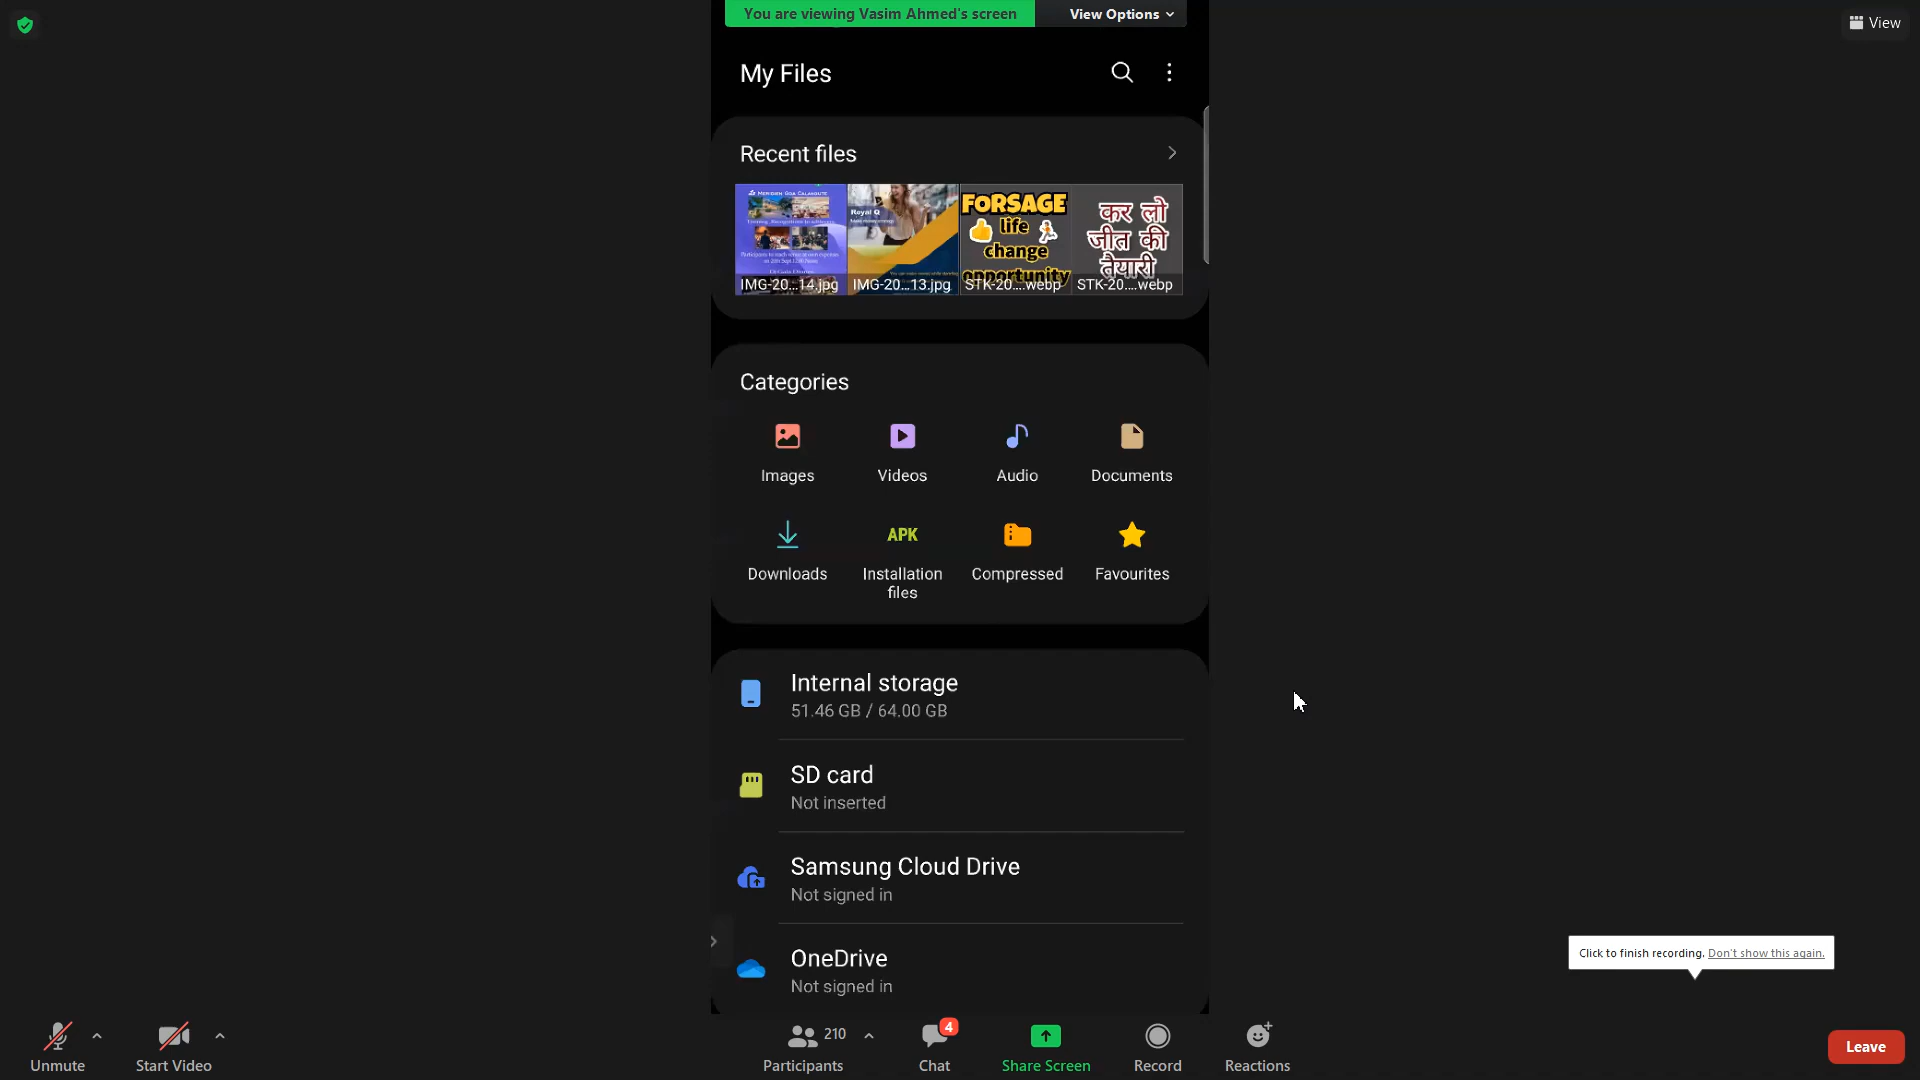 You are viewing Vasim Ahmed's screen
View Options
View
My Files
Recent files
MERIDIEN GOA CALANGUTE
Royal Q
FORSAGE
life
change
opportunity
कर लो
जीत की
तैयारी
IMG-20...14.jpg
IMG-20...13.jpg
STK-20....webp
STK-20....webp
Categories
Images
Videos
Audio
Documents
APK
Downloads
Installation
files
Compressed
Favourites
Internal storage
51.46 GB / 64.00 GB
SD card
Not inserted
Samsung Cloud Drive
Not signed in
OneDrive
Not signed in
Click to finish recording. Don't show this again.
Unmute
Start Video
210
Participants
4
Chat
Share Screen
Record
Reactions
Leave